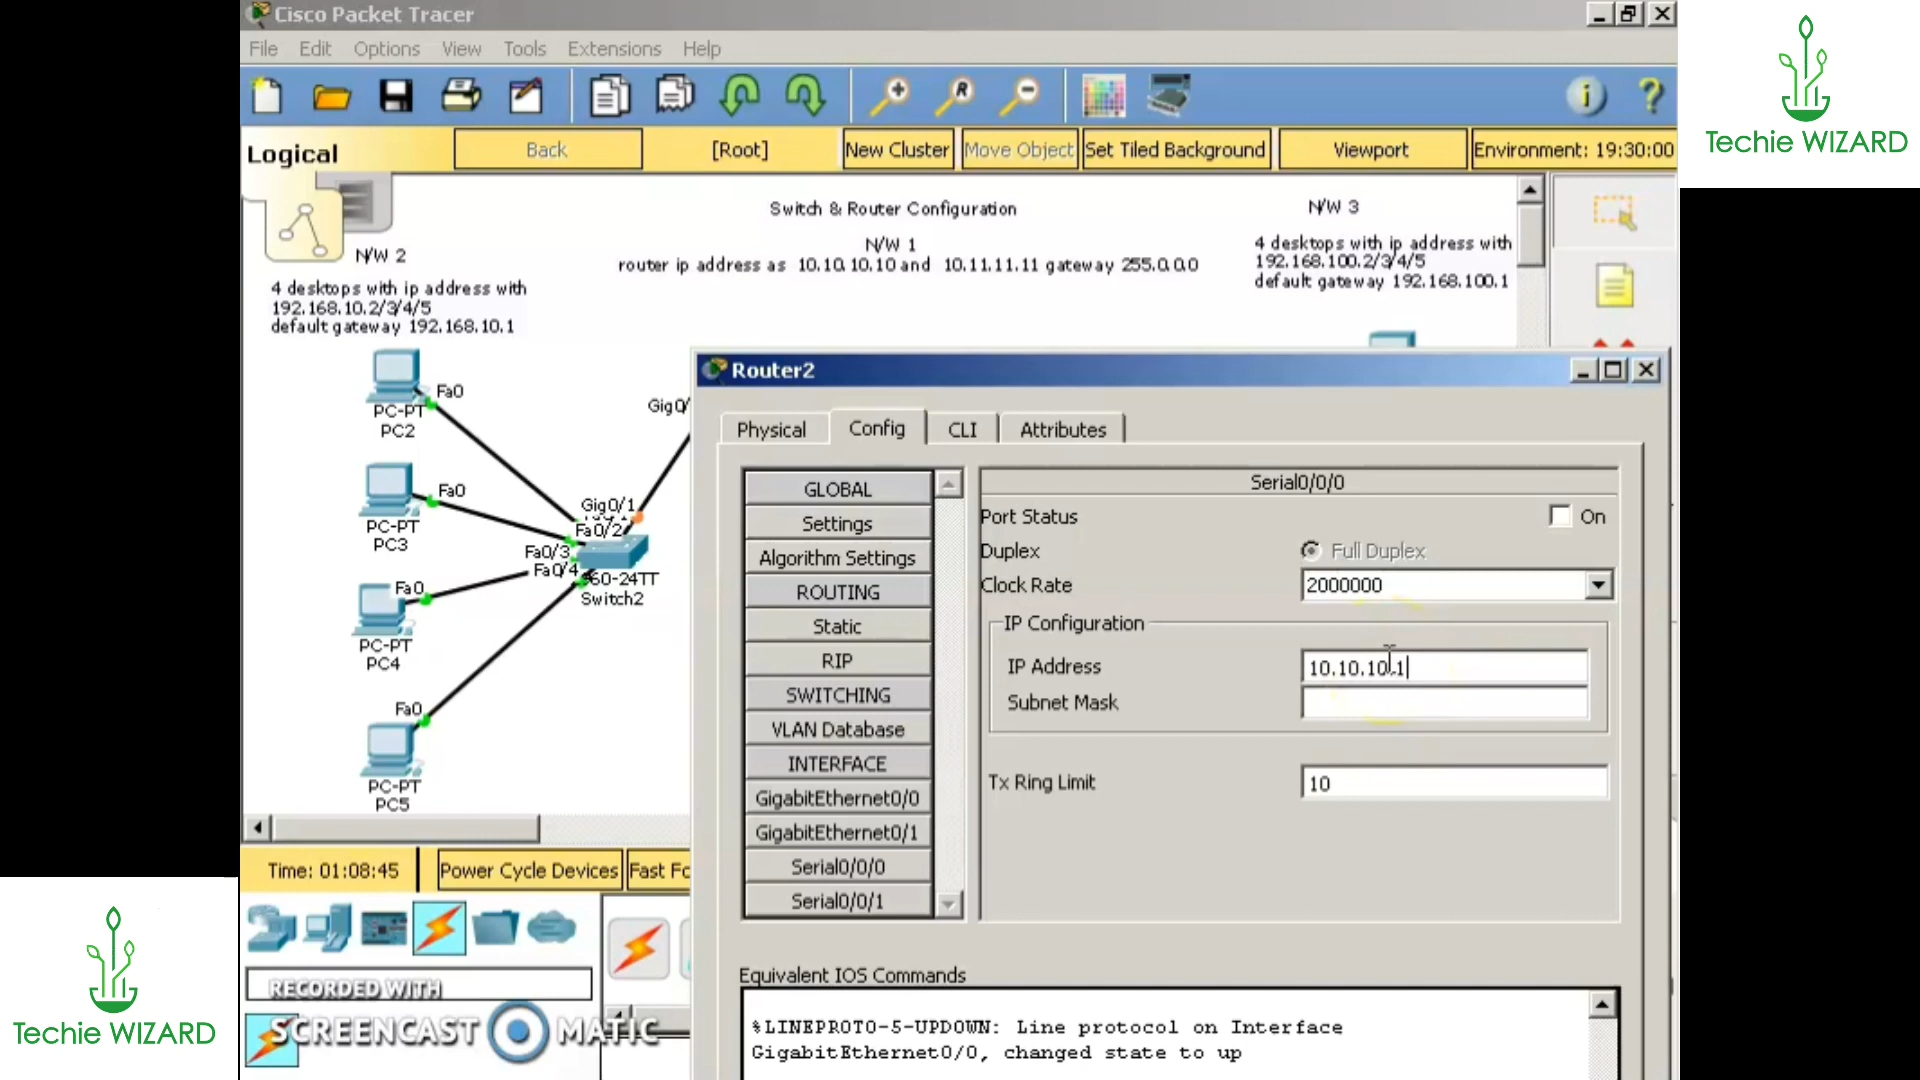 Cisco Packet Tracer
File Edit Options View Tools Extensions Help
Techie WIZARD
Logical
Back
[Root]
New Cluster
Move Object
Set Tiled Background
Viewport
Environment: 19:30:00
Switch & Router Configuration
N/W 3
N/W 1
router ip address as 10.10.10.10 and 10.11.11.11 gateway 255.0.0.0
4 desktops with ip address with
192.168.100.2/3/4/5
default gateway 192.168.100.1
N/W 2
4 desktops with ip address with
192.168.10.2/3/4/5
default gateway 192.168.10.1
Fa0
PC-PT
PC2
Gig0/
Fa0
PC-PT
PC3
Gig0/1
Fa0/2
Fa0/3
Fa0/4
60-24TT
Switch2
Fa0
PC-PT
PC4
Fa0
PC-PT
PC5
Router2
Physical
Config
CLI
Attributes
GLOBAL
Settings
Algorithm Settings
ROUTING
Static
RIP
SWITCHING
VLAN Database
INTERFACE
GigabitEthernet0/0
GigabitEthernet0/1
Serial0/0/0
Serial0/0/1
Serial0/0/0
Port Status
On
Duplex
Full Duplex
Clock Rate
2000000
IP Configuration
IP Address
10.10.10.1
Subnet Mask
Tx Ring Limit
10
Equivalent IOS Commands
%LINEPROTO-5-UPDOWN: Line protocol on Interface
GigabitEthernet0/0, changed state to up
Time: 01:08:45
Power Cycle Devices
Fast Fo
RECORDED WITH
SCREENCAST MATIC
Techie WIZARD